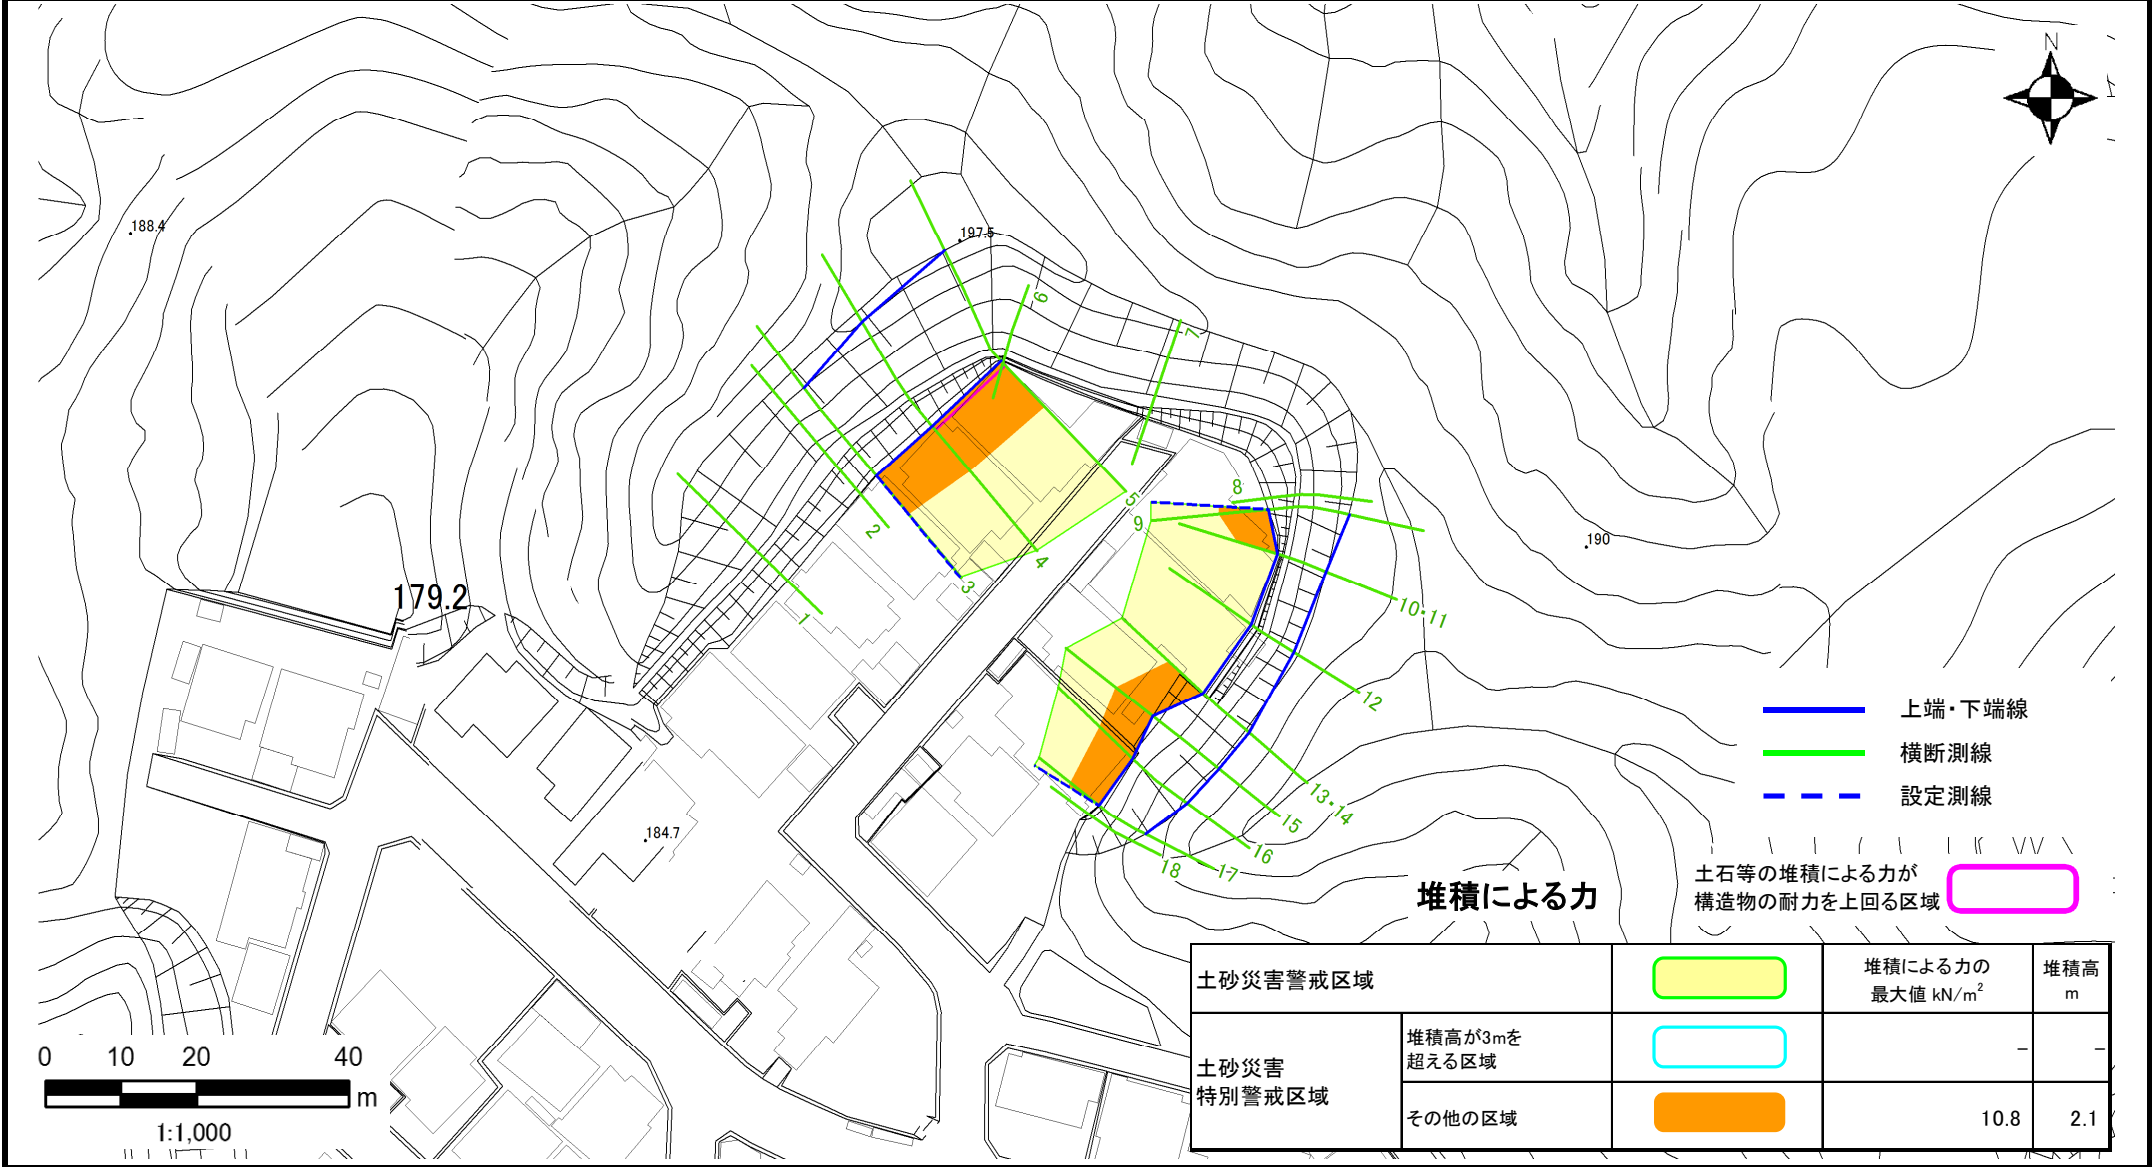 N
188.4
197.5
6
7
8
5
9
2
4
3
190
179.2
1
10・11
12
上端・下端線
横断測線
設定測線
13・14
15
16
17
18
184.7
堆積による力
土石等の堆積による力が
構造物の耐力を上回る区域
土砂災害警戒区域
堆積による力の
最大値 kN/m²
堆積高
m
土砂災害
特別警戒区域
堆積高が3mを
超える区域
－ －
その他の区域
10.8 2.1
0 10 20 40
m
1:1,000